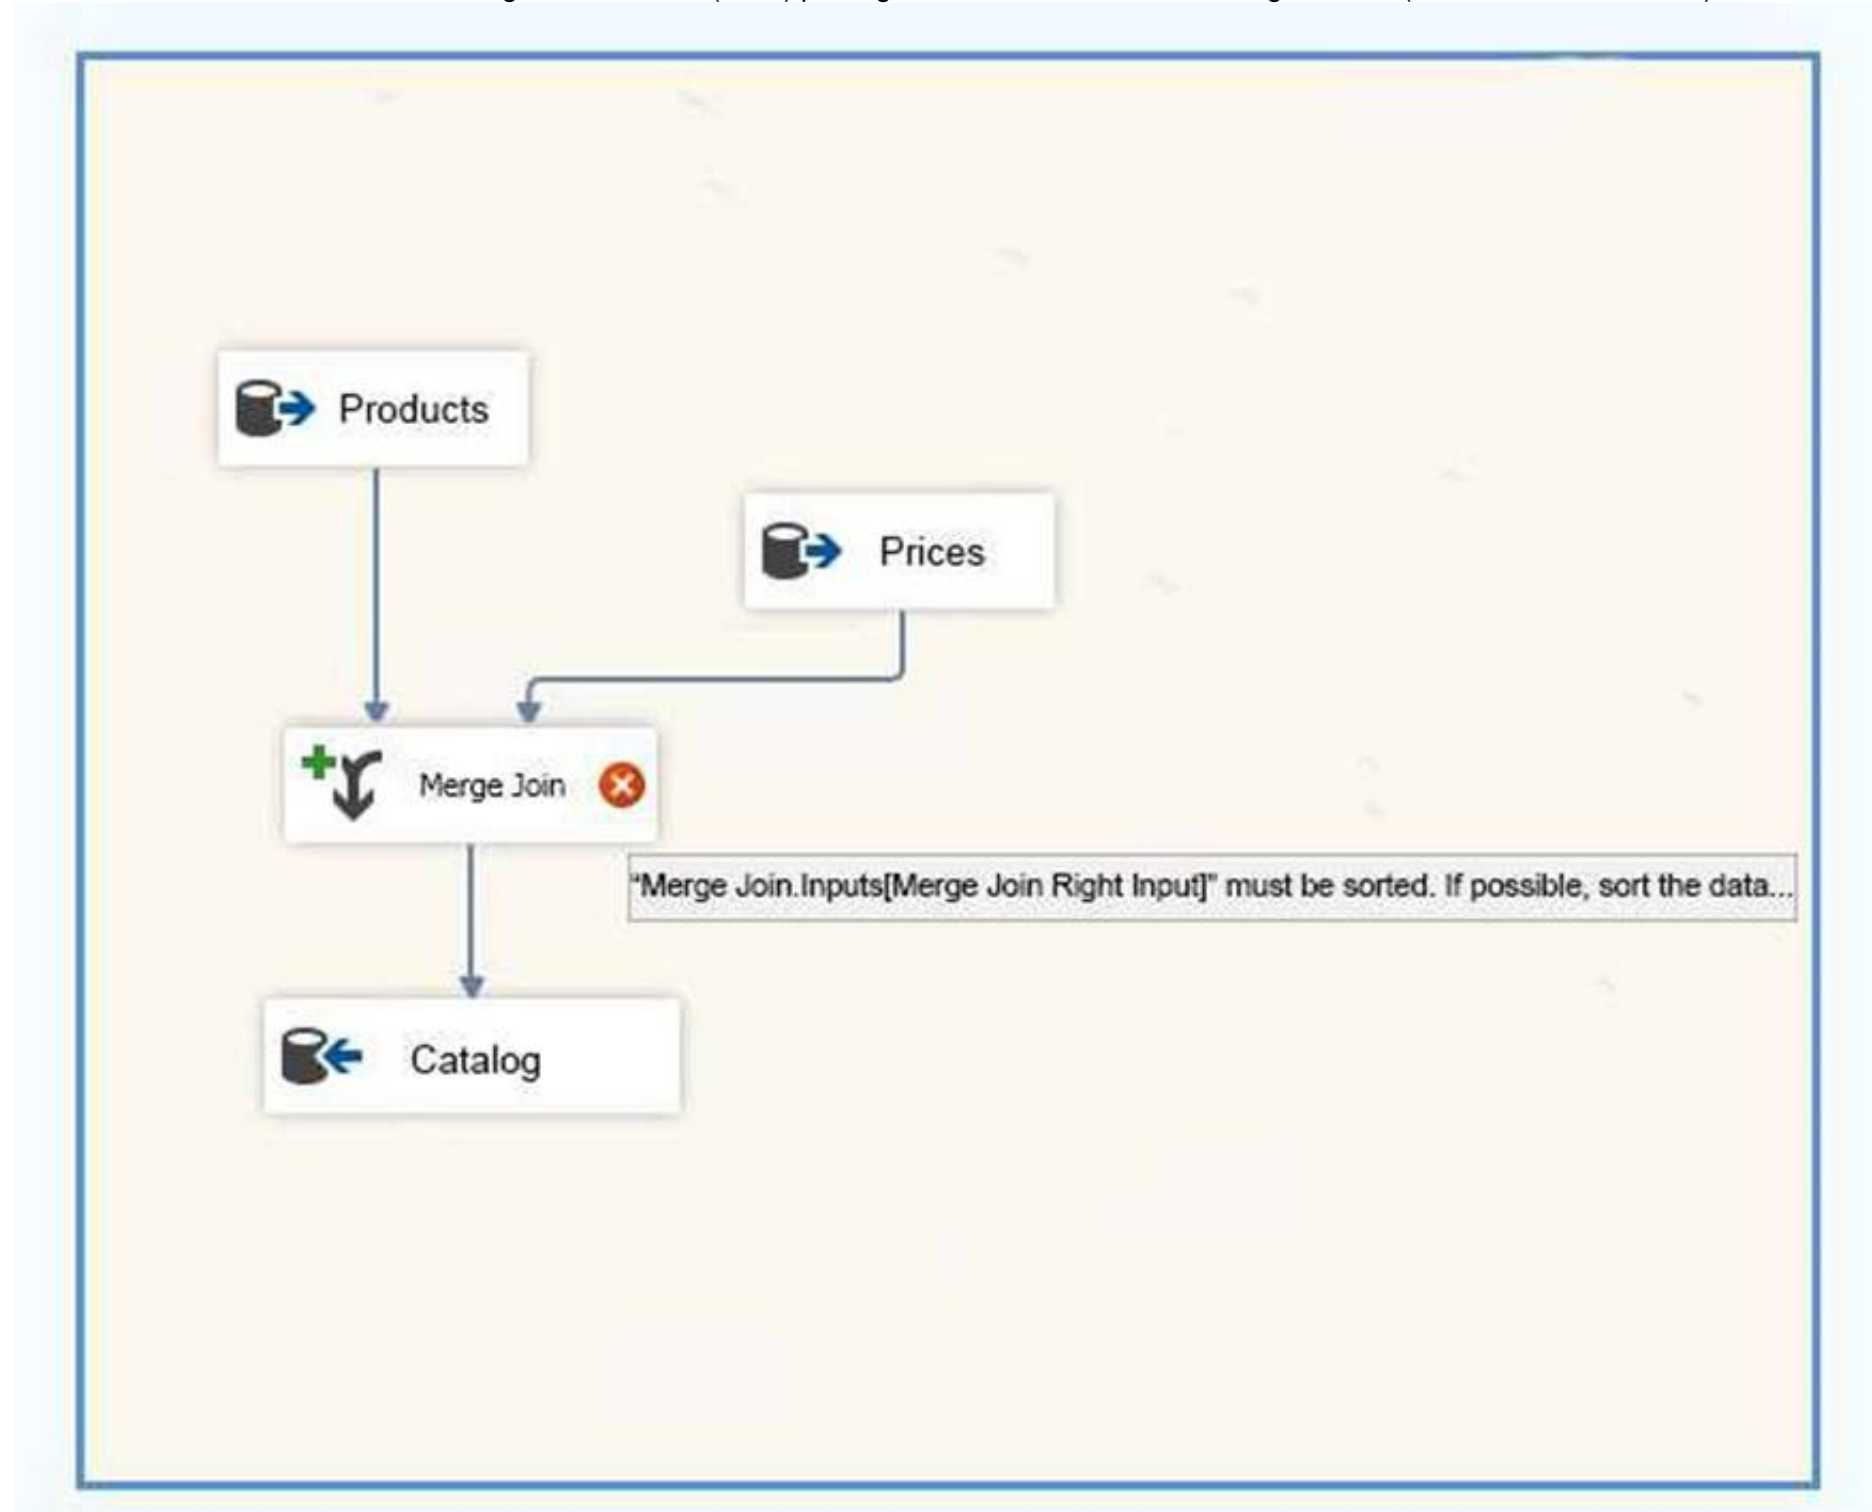 Products
Prices
Merge Join
"Merge Join.Inputs[Merge Join Right Input]" must be sorted. If possible, sort the data...
Catalog